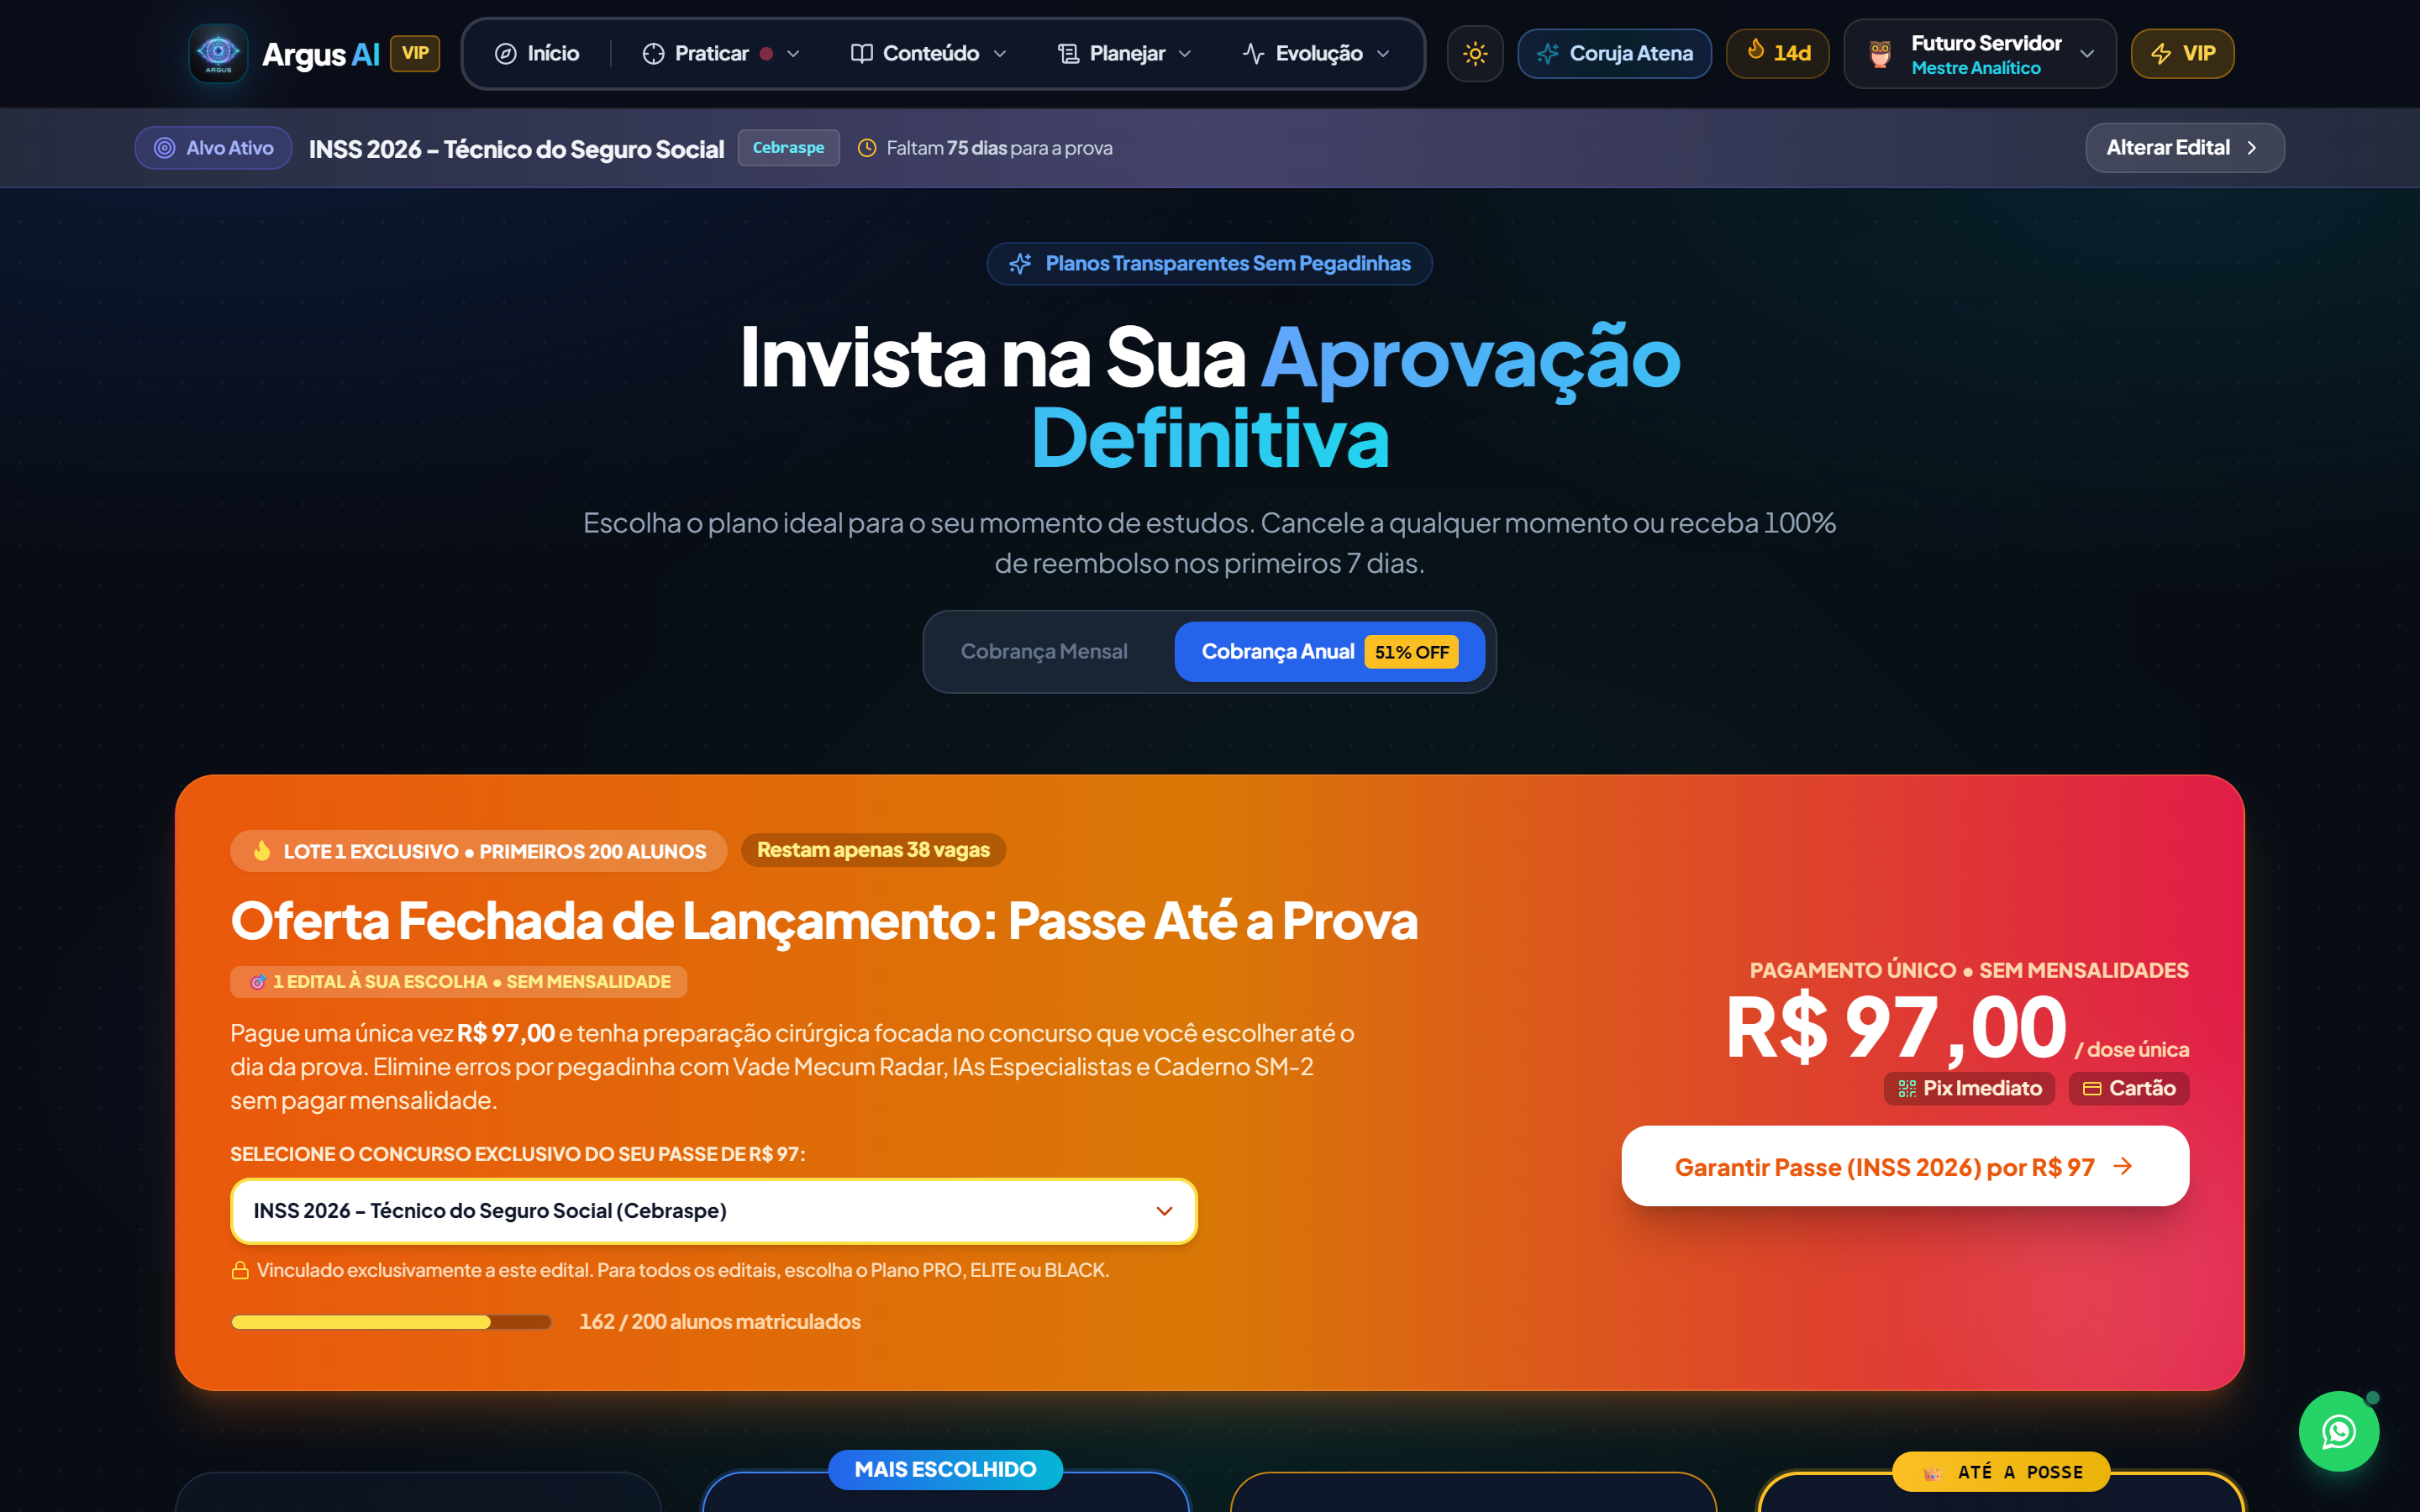 Argus AI VIP
Início
Praticar
Conteúdo
Planejar
Evolução
Coruja Atena
14d
Futuro Servidor
Mestre Analítico
VIP
Alvo Ativo
INSS 2026 – Técnico do Seguro Social
Cebraspe
Faltam 75 dias para a prova
Alterar Edital
Planos Transparentes Sem Pegadinhas
Invista na Sua Aprovação
Definitiva
Escolha o plano ideal para o seu momento de estudos. Cancele a qualquer momento ou receba 100%
de reembolso nos primeiros 7 dias.
Cobrança Mensal
Cobrança Anual 51% OFF
LOTE 1 EXCLUSIVO • PRIMEIROS 200 ALUNOS
Restam apenas 38 vagas
Oferta Fechada de Lançamento: Passe Até a Prova
1 EDITAL À SUA ESCOLHA • SEM MENSALIDADE
Pague uma única vez R$ 97,00 e tenha preparação cirúrgica focada no concurso que você escolher até o
dia da prova. Elimine erros por pegadinha com Vade Mecum Radar, IAs Especialistas e Caderno SM-2
sem pagar mensalidade.
SELECIONE O CONCURSO EXCLUSIVO DO SEU PASSE DE R$ 97:
INSS 2026 – Técnico do Seguro Social (Cebraspe)
Vinculado exclusivamente a este edital. Para todos os editais, escolha o Plano PRO, ELITE ou BLACK.
162 / 200 alunos matriculados
PAGAMENTO ÚNICO • SEM MENSALIDADES
R$ 97,00 / dose única
Pix Imediato
Cartão
Garantir Passe (INSS 2026) por R$ 97
MAIS ESCOLHIDO
ATÉ A POSSE
ARGUS